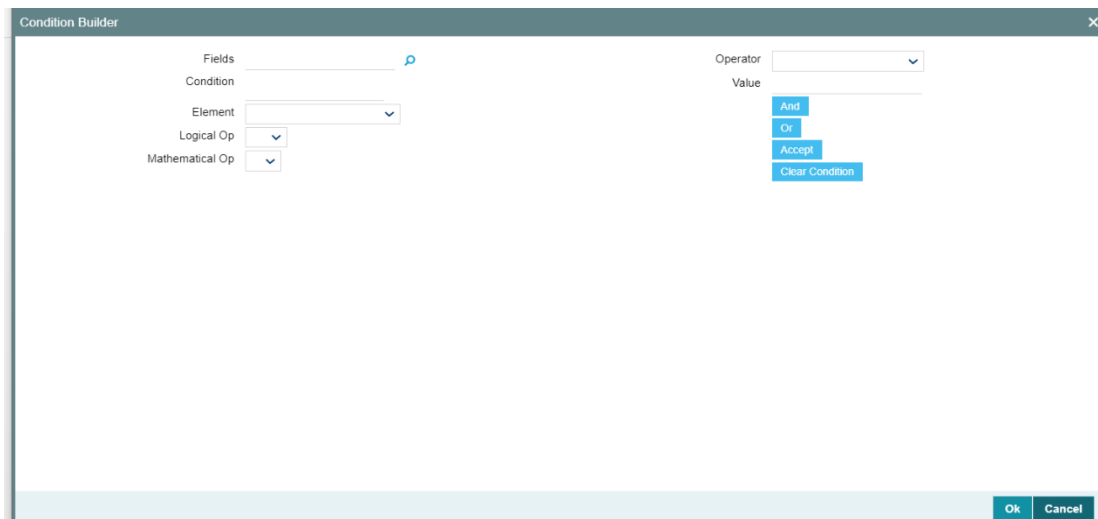 Condition Builder
Fields
Condition
Element
Logical Op
Mathematical Op
Operator
Value
And
Or
Accept
Clear Condition
Ok
Cancel